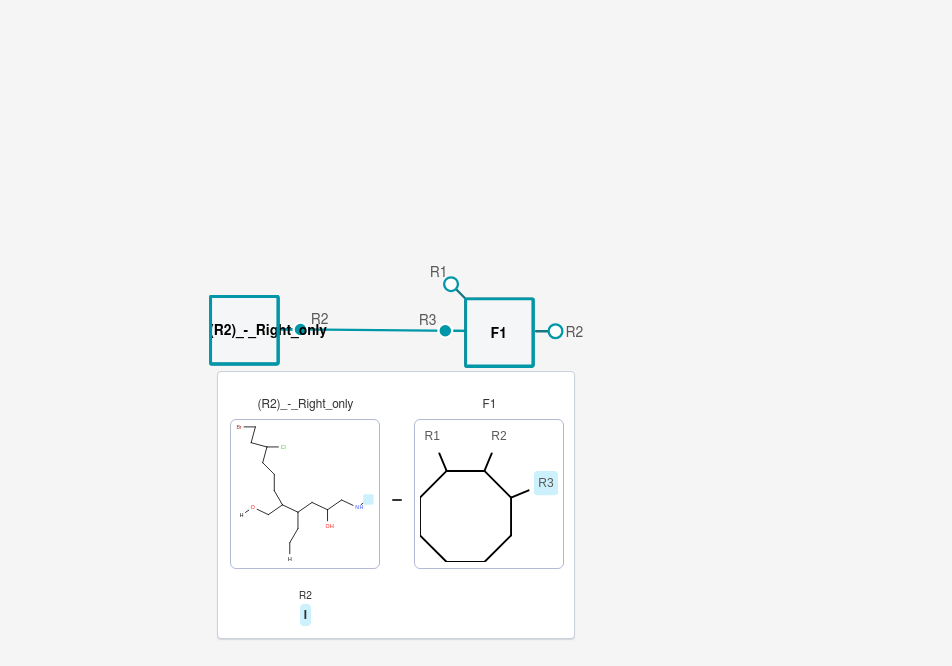 R1
R2
(R2)_-_Right_only
R3
F1
R2
(R2)_-_Right_only
F1
Br
Cl
H
O
OH
NH
H
R1
R2
R3
R2
I